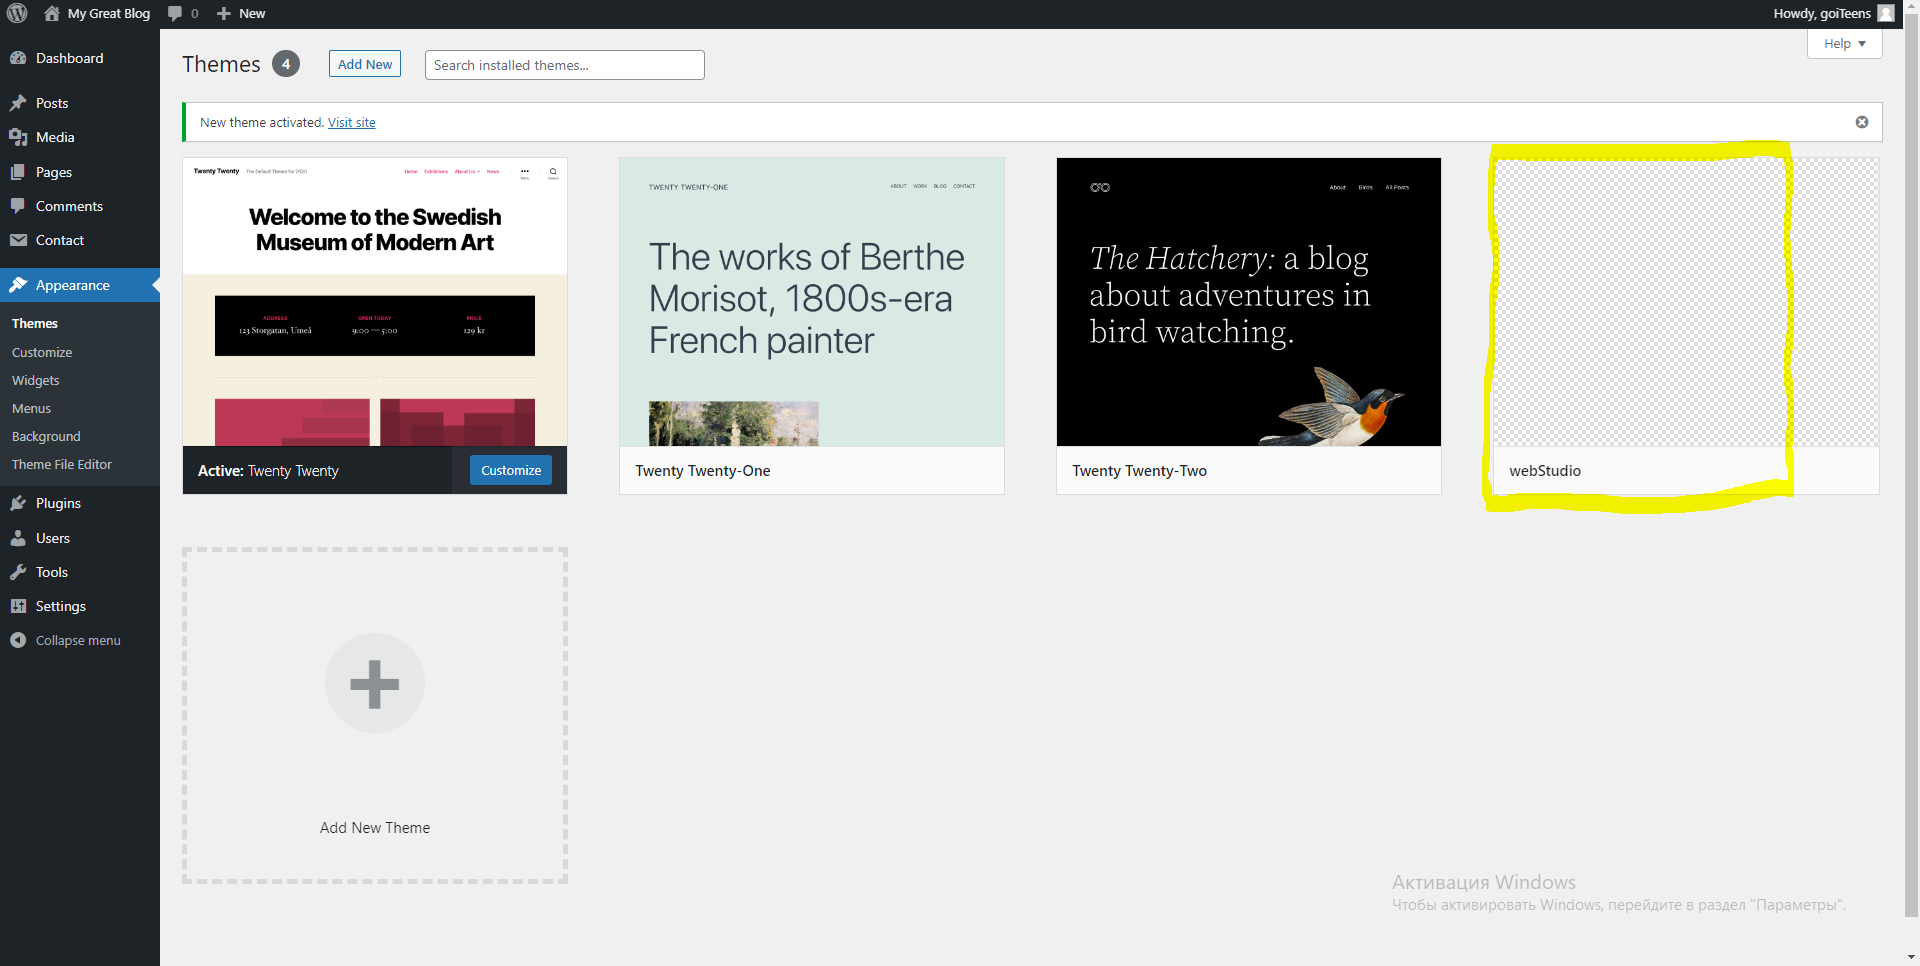 My Great Blog
0
New
Howdy, goiTeens
Dashboard
Posts
Media
Pages
Comments
Contact
Appearance
Themes
Customize
Widgets
Menus
Background
Theme File Editor
Plugins
Users
Tools
Settings
Collapse menu
Themes 4
Add New
Search installed themes...
Help
New theme activated. Visit site
Twenty Twenty The Default Theme for 2020
Home Exhibitions About Us News
Welcome to the Swedish
Museum of Modern Art
ADDRESS OPEN TODAY PRICE
123 Storgatan, Umeå 9:00 — 5:00 129 kr
Active: Twenty Twenty
Customize
TWENTY TWENTY-ONE
ABOUT WORK BLOG CONTACT
The works of Berthe
Morisot, 1800s-era
French painter
Twenty Twenty-One
About Birds All Posts
The Hatchery: a blog
about adventures in
bird watching.
Twenty Twenty-Two
webStudio
Add New Theme
Активация Windows
Чтобы активировать Windows, перейдите в раздел "Параметры".